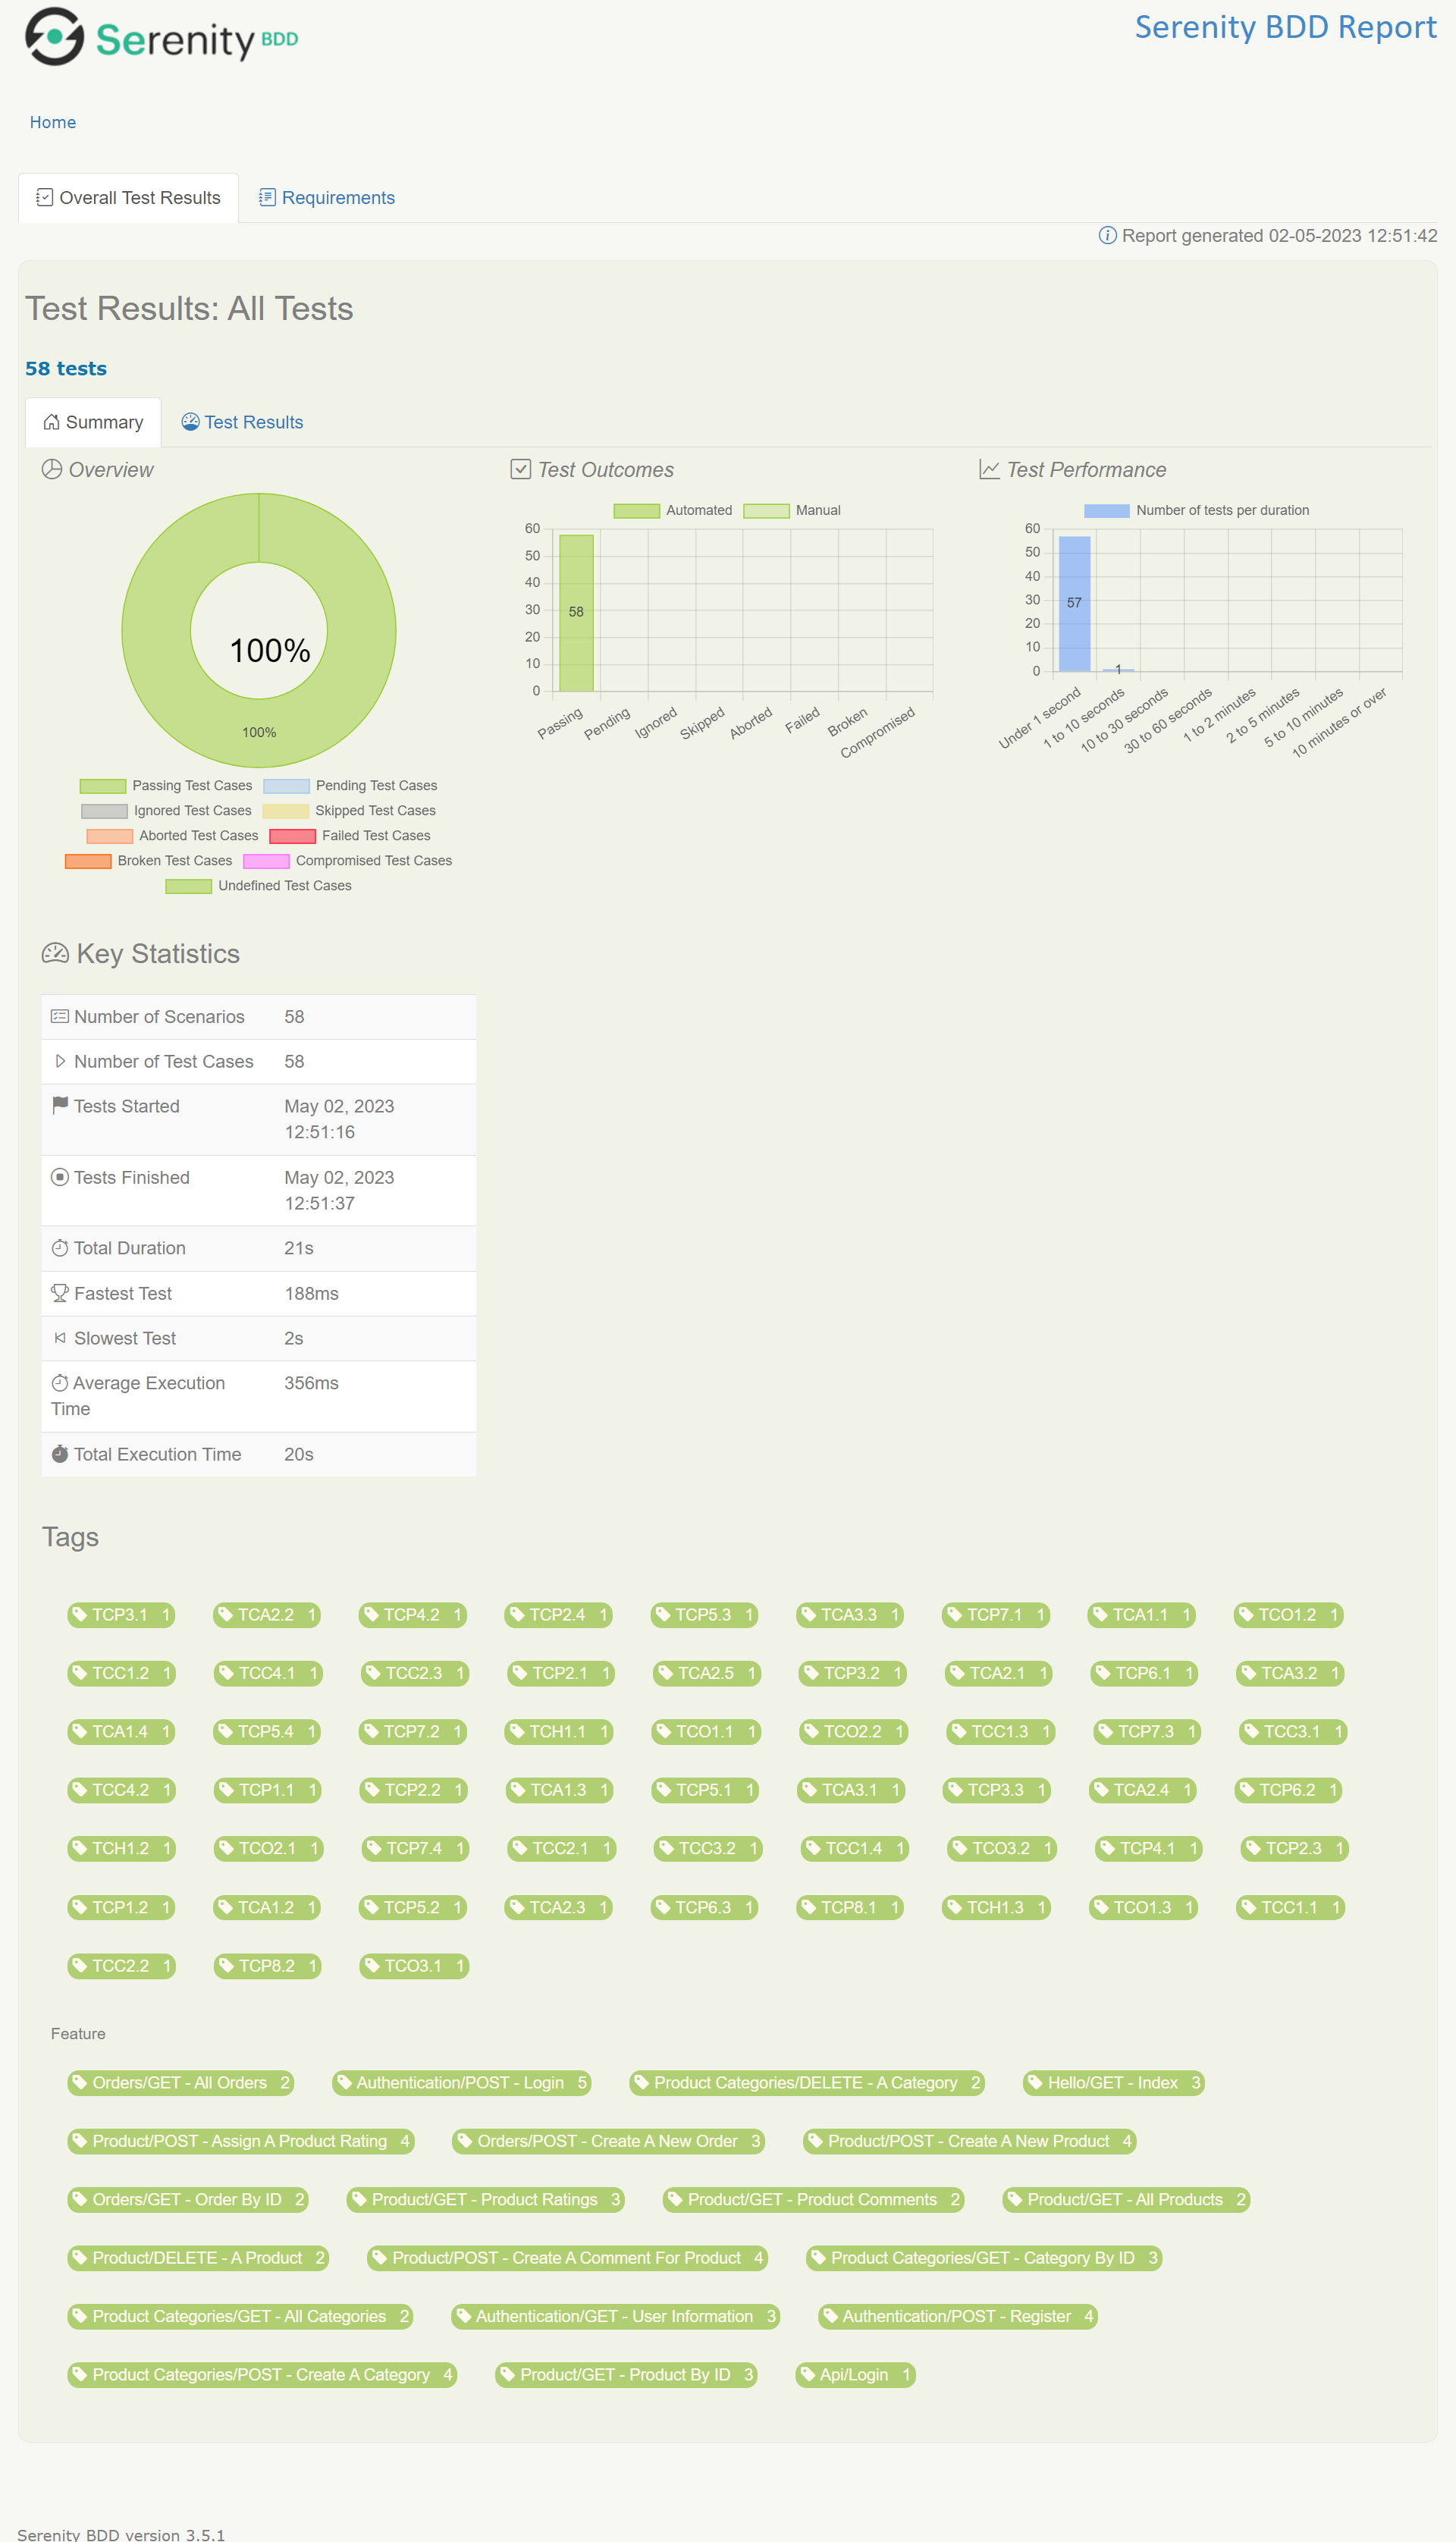 Serenity BDD
Serenity BDD Report
Home
Overall Test Results Requirements
Report generated 02-05-2023 12:51:42
Test Results: All Tests
58 tests
Summary Test Results
Overview
100%
100%
Passing Test Cases Pending Test Cases
Ignored Test Cases Skipped Test Cases
Aborted Test Cases Failed Test Cases
Broken Test Cases Compromised Test Cases
Undefined Test Cases
Test Outcomes
Automated Manual
60
50
40
30
20
10
0
58
Passing Pending Ignored Skipped Aborted Failed Broken Compromised
Test Performance
Number of tests per duration
60
50
40
30
20
10
0
57
1
Under 1 second 1 to 10 seconds 10 to 30 seconds 30 to 60 seconds 1 to 2 minutes 2 to 5 minutes 5 to 10 minutes 10 minutes or over
Key Statistics
Number of Scenarios 58
Number of Test Cases 58
Tests Started May 02, 2023
12:51:16
Tests Finished May 02, 2023
12:51:37
Total Duration 21s
Fastest Test 188ms
Slowest Test 2s
Average Execution 356ms
Time
Total Execution Time 20s
Tags
TCP3.1 1 TCA2.2 1 TCP4.2 1 TCP2.4 1 TCP5.3 1 TCA3.3 1 TCP7.1 1 TCA1.1 1 TCO1.2 1
TCC1.2 1 TCC4.1 1 TCC2.3 1 TCP2.1 1 TCA2.5 1 TCP3.2 1 TCA2.1 1 TCP6.1 1 TCA3.2 1
TCA1.4 1 TCP5.4 1 TCP7.2 1 TCH1.1 1 TCO1.1 1 TCO2.2 1 TCC1.3 1 TCP7.3 1 TCC3.1 1
TCC4.2 1 TCP1.1 1 TCP2.2 1 TCA1.3 1 TCP5.1 1 TCA3.1 1 TCP3.3 1 TCA2.4 1 TCP6.2 1
TCH1.2 1 TCO2.1 1 TCP7.4 1 TCC2.1 1 TCC3.2 1 TCC1.4 1 TCO3.2 1 TCP4.1 1 TCP2.3 1
TCP1.2 1 TCA1.2 1 TCP5.2 1 TCA2.3 1 TCP6.3 1 TCP8.1 1 TCH1.3 1 TCO1.3 1 TCC1.1 1
TCC2.2 1 TCP8.2 1 TCO3.1 1
Feature
Orders/GET - All Orders 2 Authentication/POST - Login 5 Product Categories/DELETE - A Category 2 Hello/GET - Index 3
Product/POST - Assign A Product Rating 4 Orders/POST - Create A New Order 3 Product/POST - Create A New Product 4
Orders/GET - Order By ID 2 Product/GET - Product Ratings 3 Product/GET - Product Comments 2 Product/GET - All Products 2
Product/DELETE - A Product 2 Product/POST - Create A Comment For Product 4 Product Categories/GET - Category By ID 3
Product Categories/GET - All Categories 2 Authentication/GET - User Information 3 Authentication/POST - Register 4
Product Categories/POST - Create A Category 4 Product/GET - Product By ID 3 Api/Login 1
Serenity BDD version 3.5.1